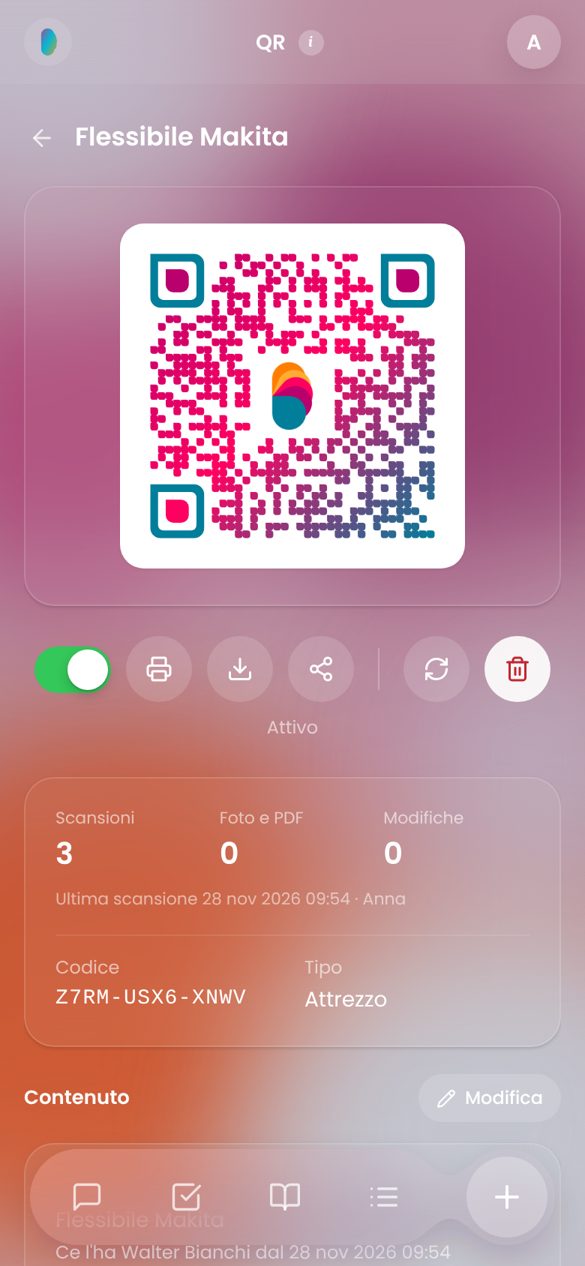 QR i
A
Flessibile Makita
Attivo
Scansioni Foto e PDF Modifiche
3 0 0
Ultima scansione 28 nov 2026 09:54 · Anna
Codice Tipo
Z7RM-USX6-XNWV Attrezzo
Contenuto Modifica
Flessibile Makita
Ce l'ha Walter Bianchi dal 28 nov 2026 09:54